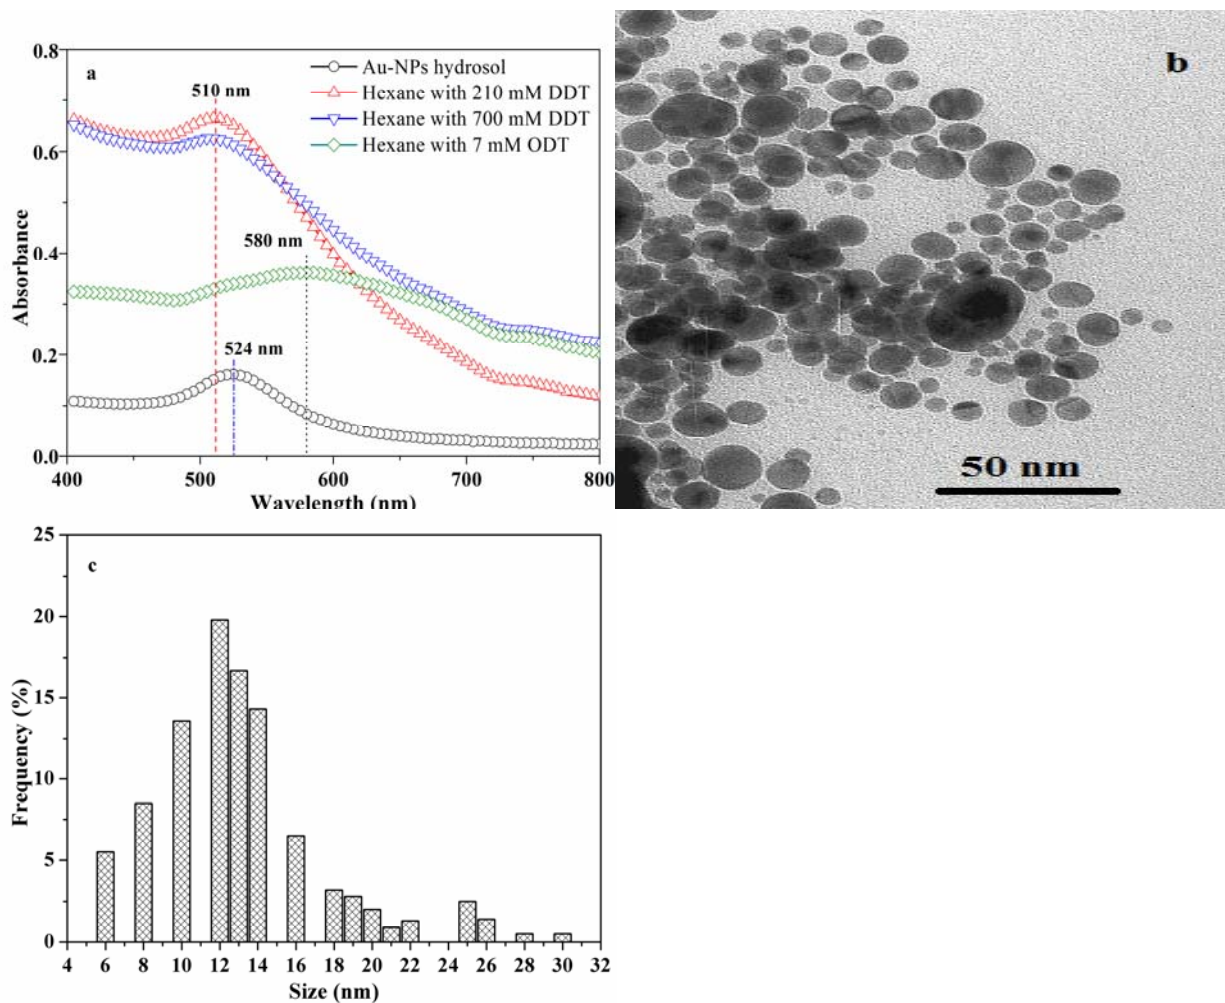 a
Au-NPs hydrosol
Hexane with 210 mM DDT
Hexane with 700 mM DDT
Hexane with 7 mM ODT
510 nm
580 nm
524 nm
0.8
0.6
0.4
0.2
0.0
Absorbance
400 500 600 700 800
Wavelength (nm)
b
50 nm
c
25
20
15
10
5
0
Frequency (%)
4 6 8 10 12 14 16 18 20 22 24 26 28 30 32
Size (nm)